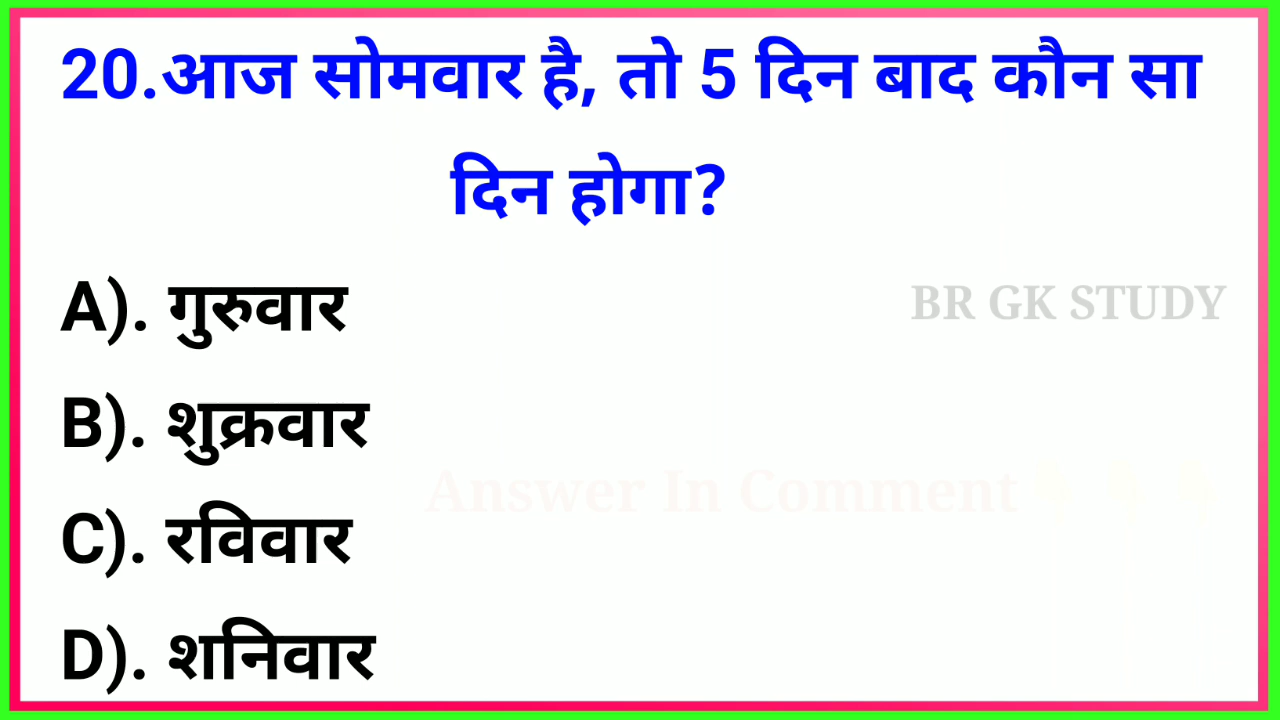 20.आज सोमवार है, तो 5 दिन बाद कौन सा
दिन होगा?
A). गुरुवार
BR GK STUDY
B). शुक्रवार
Answer In Comment
C). रविवार
D). शनिवार